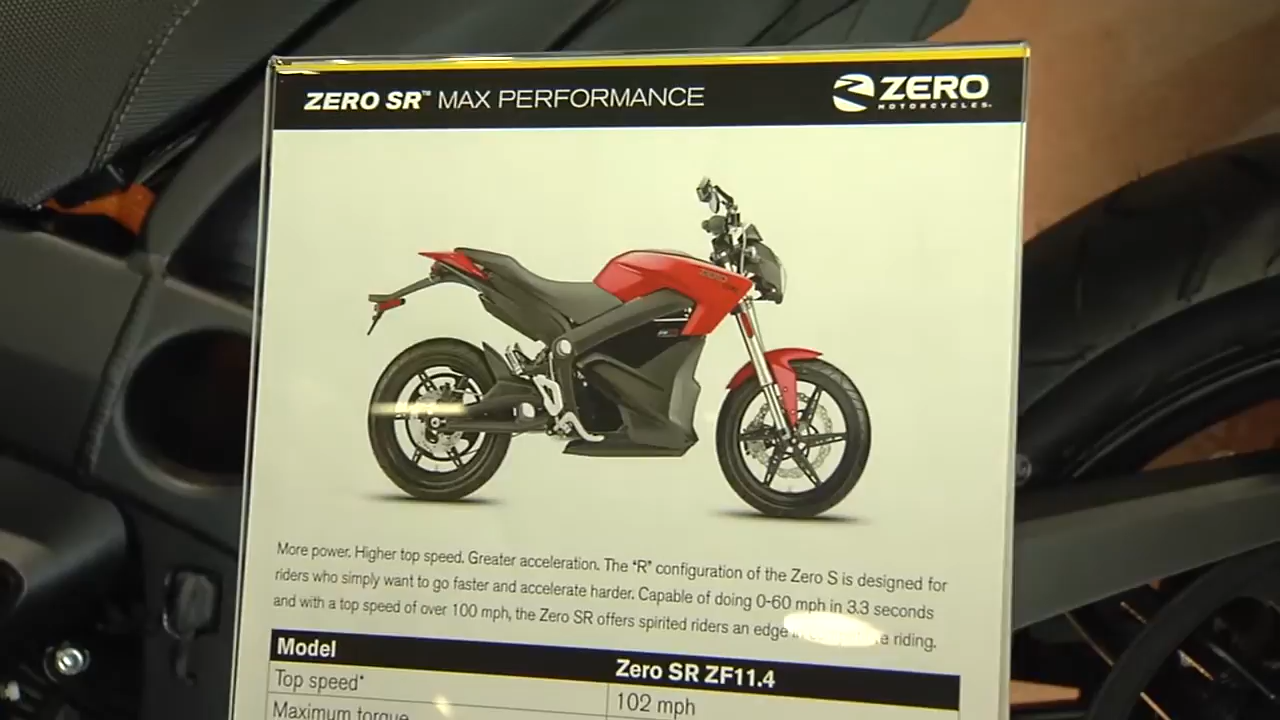 ZERO SR™ MAX PERFORMANCE
ZERO
MOTORCYCLES®
ZERO
More power. Higher top speed. Greater acceleration. The "R" configuration of the Zero S is designed for
riders who simply want to go faster and accelerate harder. Capable of doing 0-60 mph in 3.3 seconds
and with a top speed of over 100 mph, the Zero SR offers spirited riders an edge riding.
Model
Zero SR ZF11.4
Top speed*
102 mph
Maximum torque